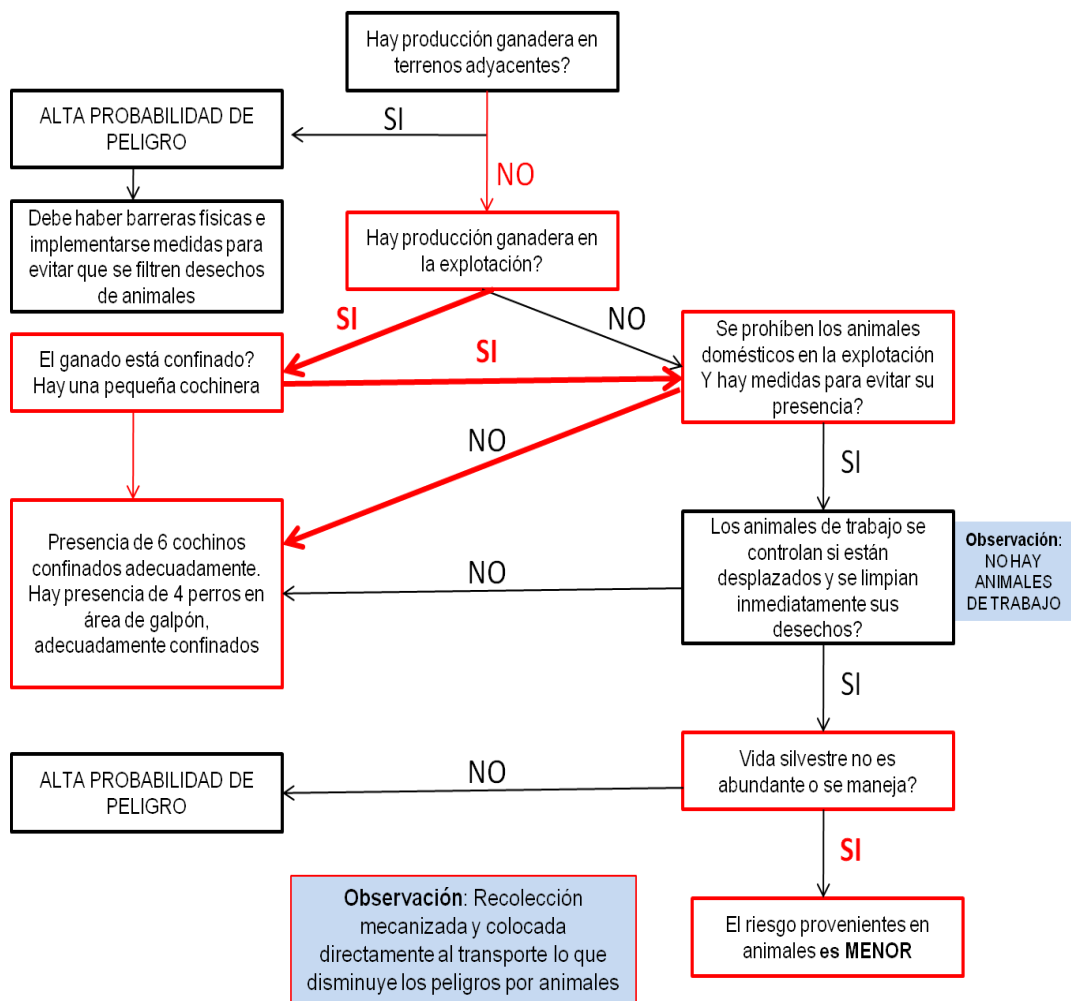 Hay producción ganadera en
terrenos adyacentes?
SI
ALTA PROBABILIDAD DE
PELIGRO
NO
Debe haber barreras físicas e
implementarse medidas para
evitar que se filtren desechos
de animales
Hay producción ganadera en
la explotación?
SI
NO
El ganado está confinado?
Hay una pequeña cochinera
SI
Se prohíben los animales
domésticos en la explotación
Y hay medidas para evitar su
presencia?
NO
SI
Presencia de 6 cochinos
confinados adecuadamente.
Hay presencia de 4 perros en
área de galpón,
adecuadamente confinados
NO
Los animales de trabajo se
controlan si están
desplazados y se limpian
inmediatamente sus
desechos?
Observación:
NO HAY
ANIMALES
DE TRABAJO
SI
ALTA PROBABILIDAD DE
PELIGRO
NO
Vida silvestre no es
abundante o se maneja?
SI
Observación: Recolección
mecanizada y colocada
directamente al transporte lo que
disminuye los peligros por animales
El riesgo provenientes en
animales es MENOR